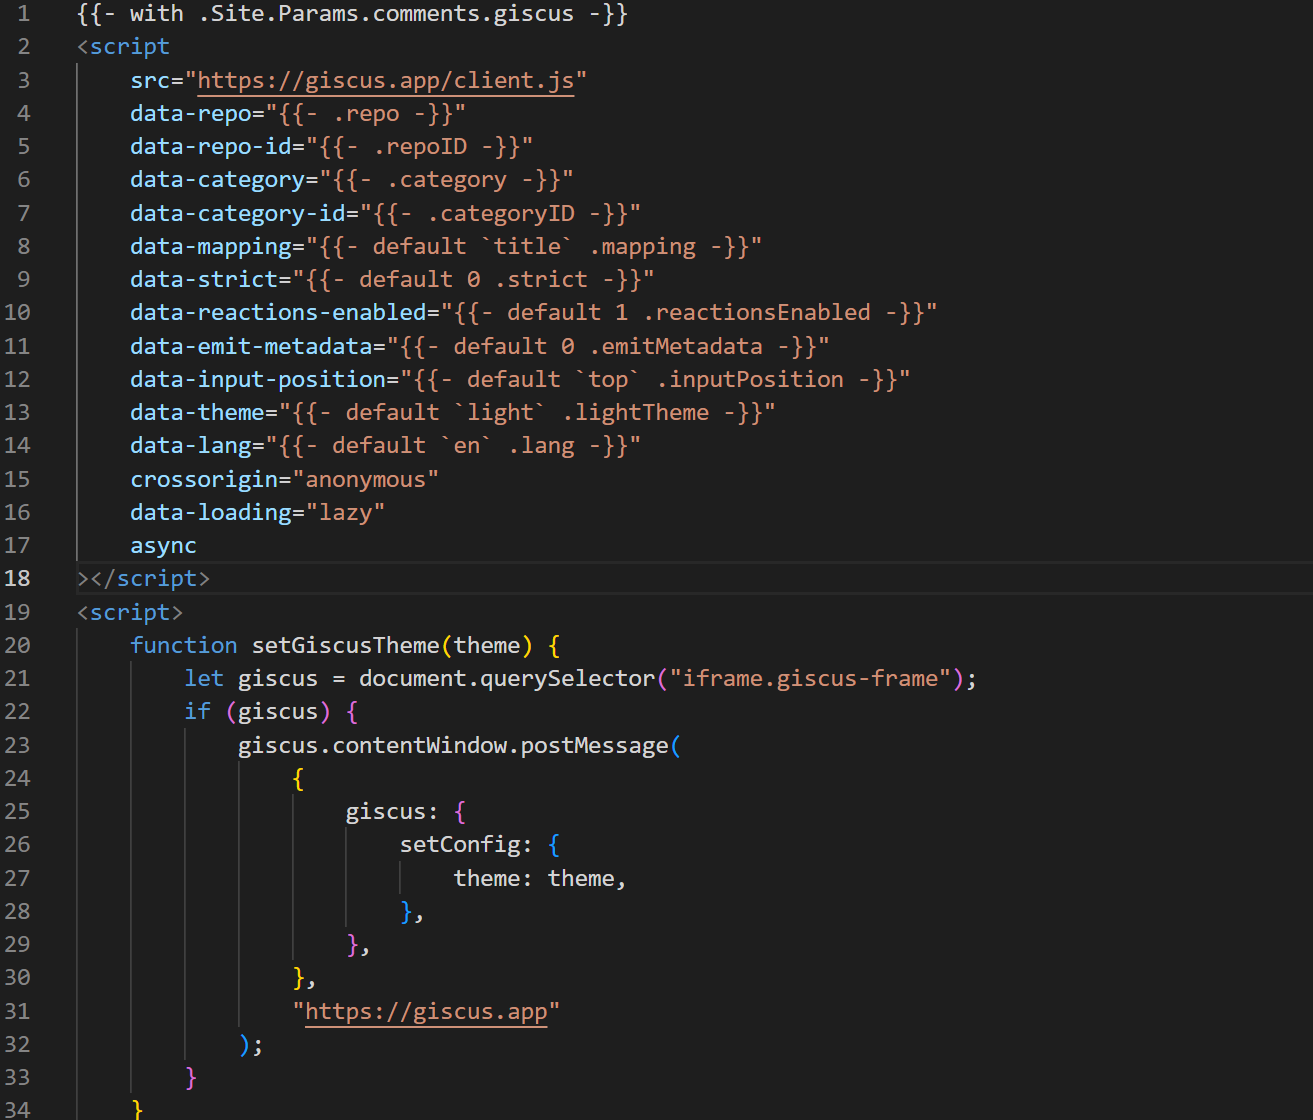 1 {{- with .Site.Params.comments.giscus -}}
2 <script
3     src="https://giscus.app/client.js"
4     data-repo="{{- .repo -}}"
5     data-repo-id="{{- .repoID -}}"
6     data-category="{{- .category -}}"
7     data-category-id="{{- .categoryID -}}"
8     data-mapping="{{- default `title` .mapping -}}"
9     data-strict="{{- default 0 .strict -}}"
10     data-reactions-enabled="{{- default 1 .reactionsEnabled -}}"
11     data-emit-metadata="{{- default 0 .emitMetadata -}}"
12     data-input-position="{{- default `top` .inputPosition -}}"
13     data-theme="{{- default `light` .lightTheme -}}"
14     data-lang="{{- default `en` .lang -}}"
15     crossorigin="anonymous"
16     data-loading="lazy"
17     async
18 ></script>
19 <script>
20     function setGiscusTheme(theme) {
21         let giscus = document.querySelector("iframe.giscus-frame");
22         if (giscus) {
23             giscus.contentWindow.postMessage(
24                 {
25                     giscus: {
26                         setConfig: {
27                             theme: theme,
28                         },
29                     },
30                 },
31                 "https://giscus.app"
32             );
33         }
34     }